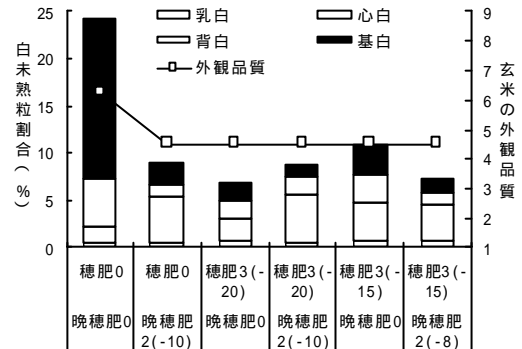 乳白 心白
背白 基白
外観品質
白未熟粒割合（%）
25
20
15
10
5
0
玄米の外観品質
9
8
7
6
5
4
3
2
1
穂肥0 穂肥0 穂肥3(-20) 穂肥3(-20) 穂肥3(-15) 穂肥3(-15)
晩穂肥0 晩穂肥2(-10) 晩穂肥0 晩穂肥2(-10) 晩穂肥0 晩穂肥2(-8)